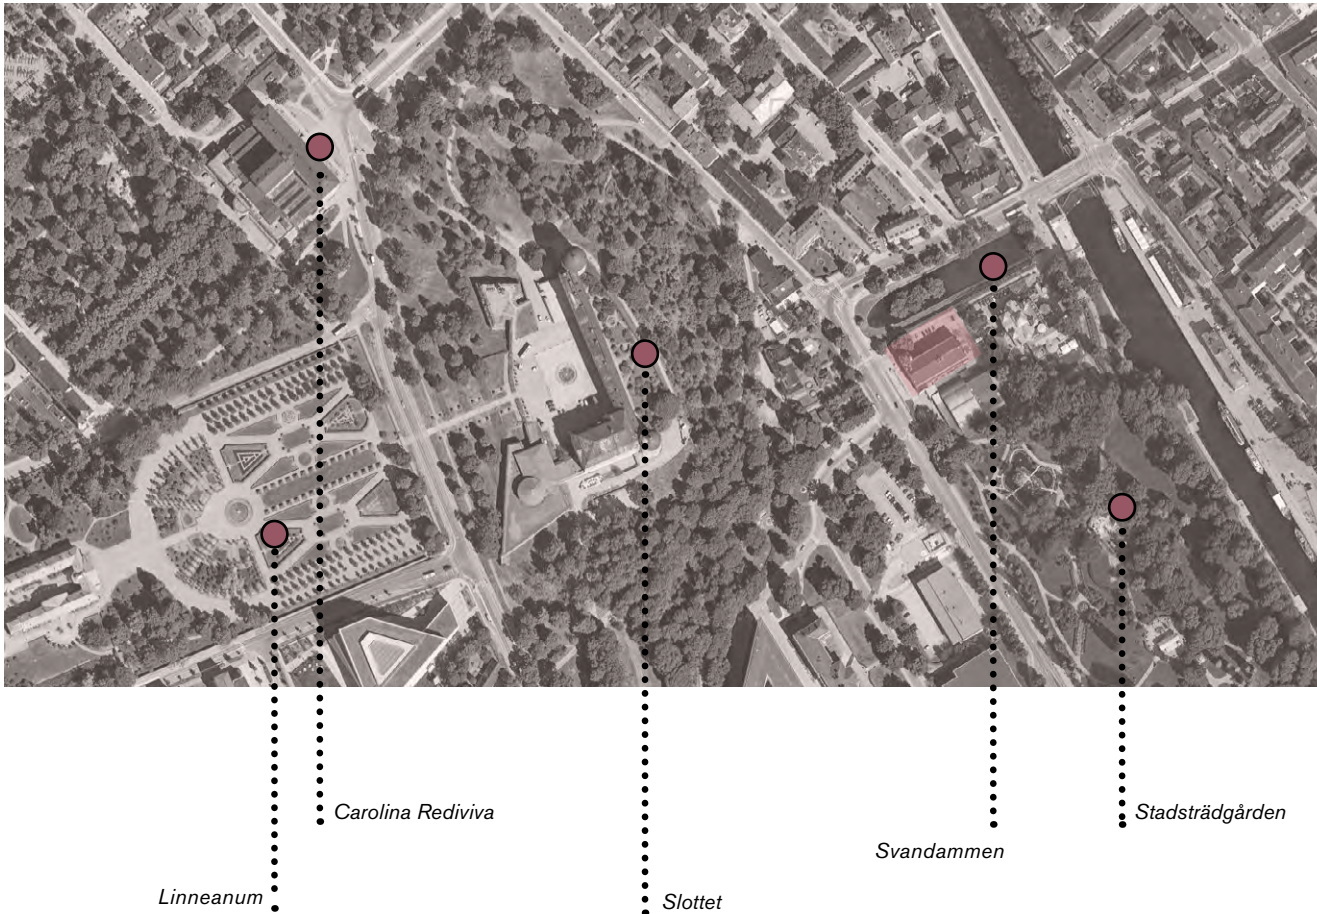 Carolina Rediviva
Stadsträdgården
Svandammen
Linneanum
Slottet